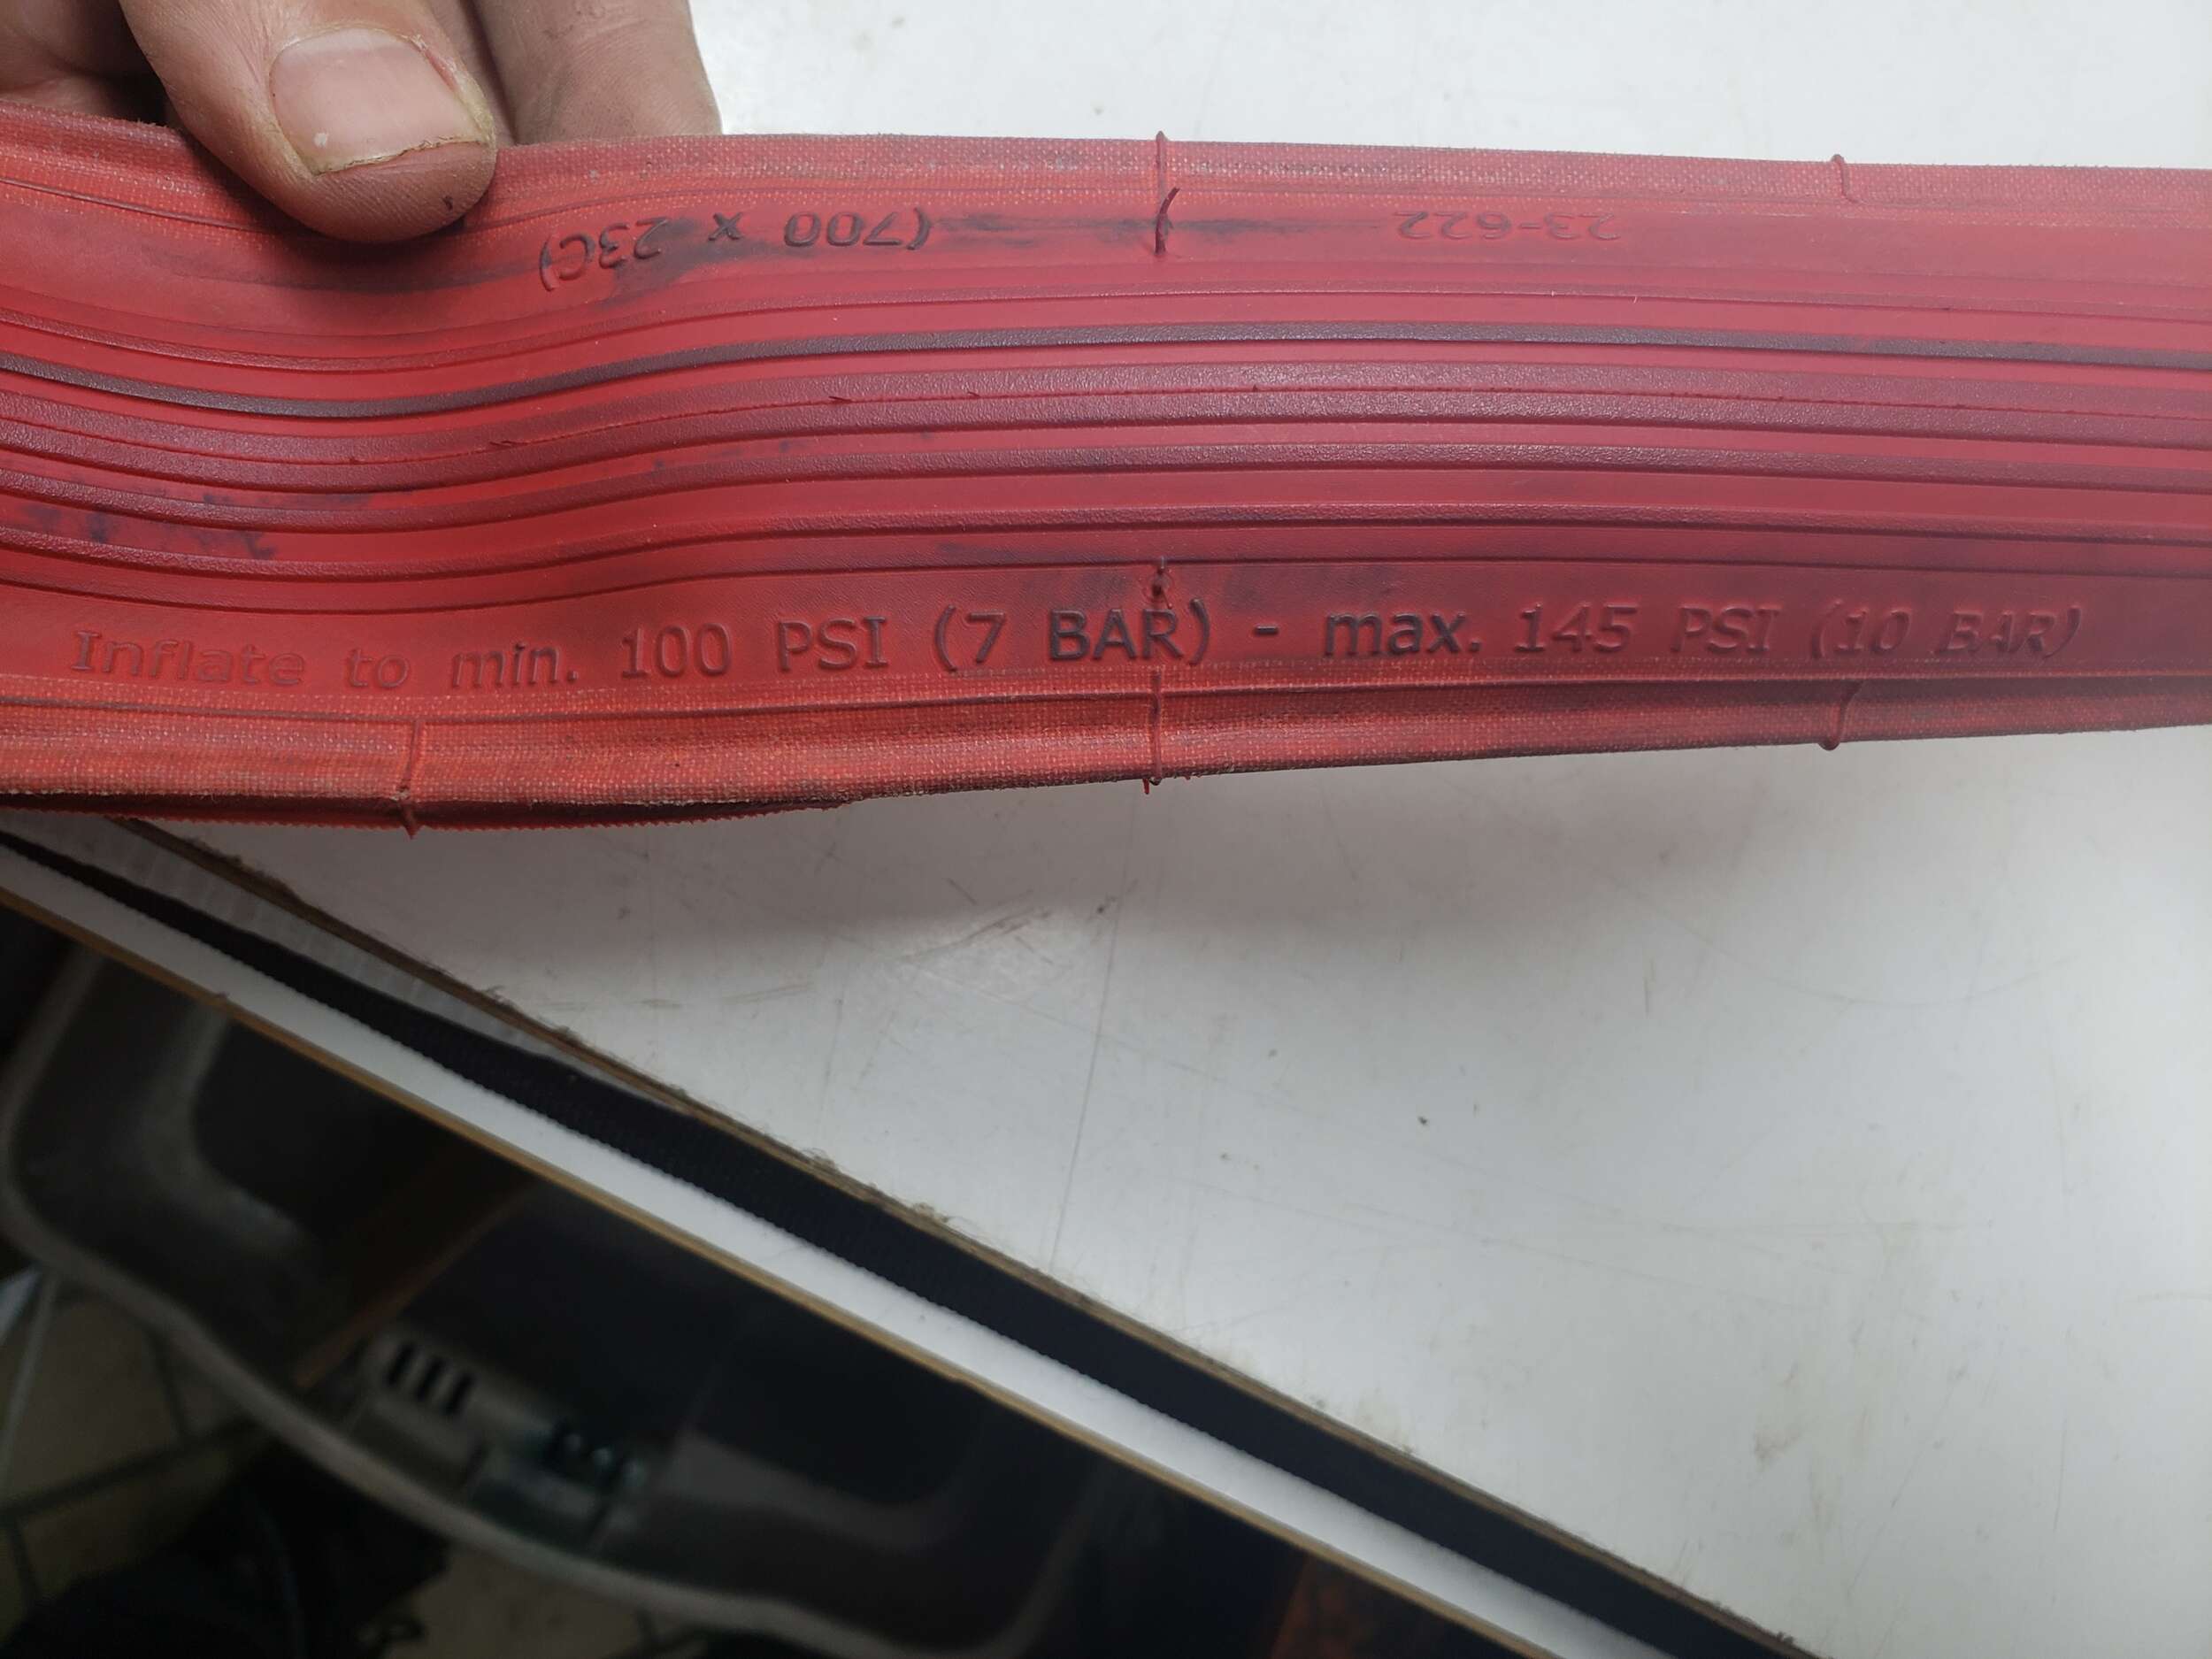 23-622 (700 x 23C)
Inflate to min. 100 PSI (7 BAR) - max. 145 PSI (10 BAR)